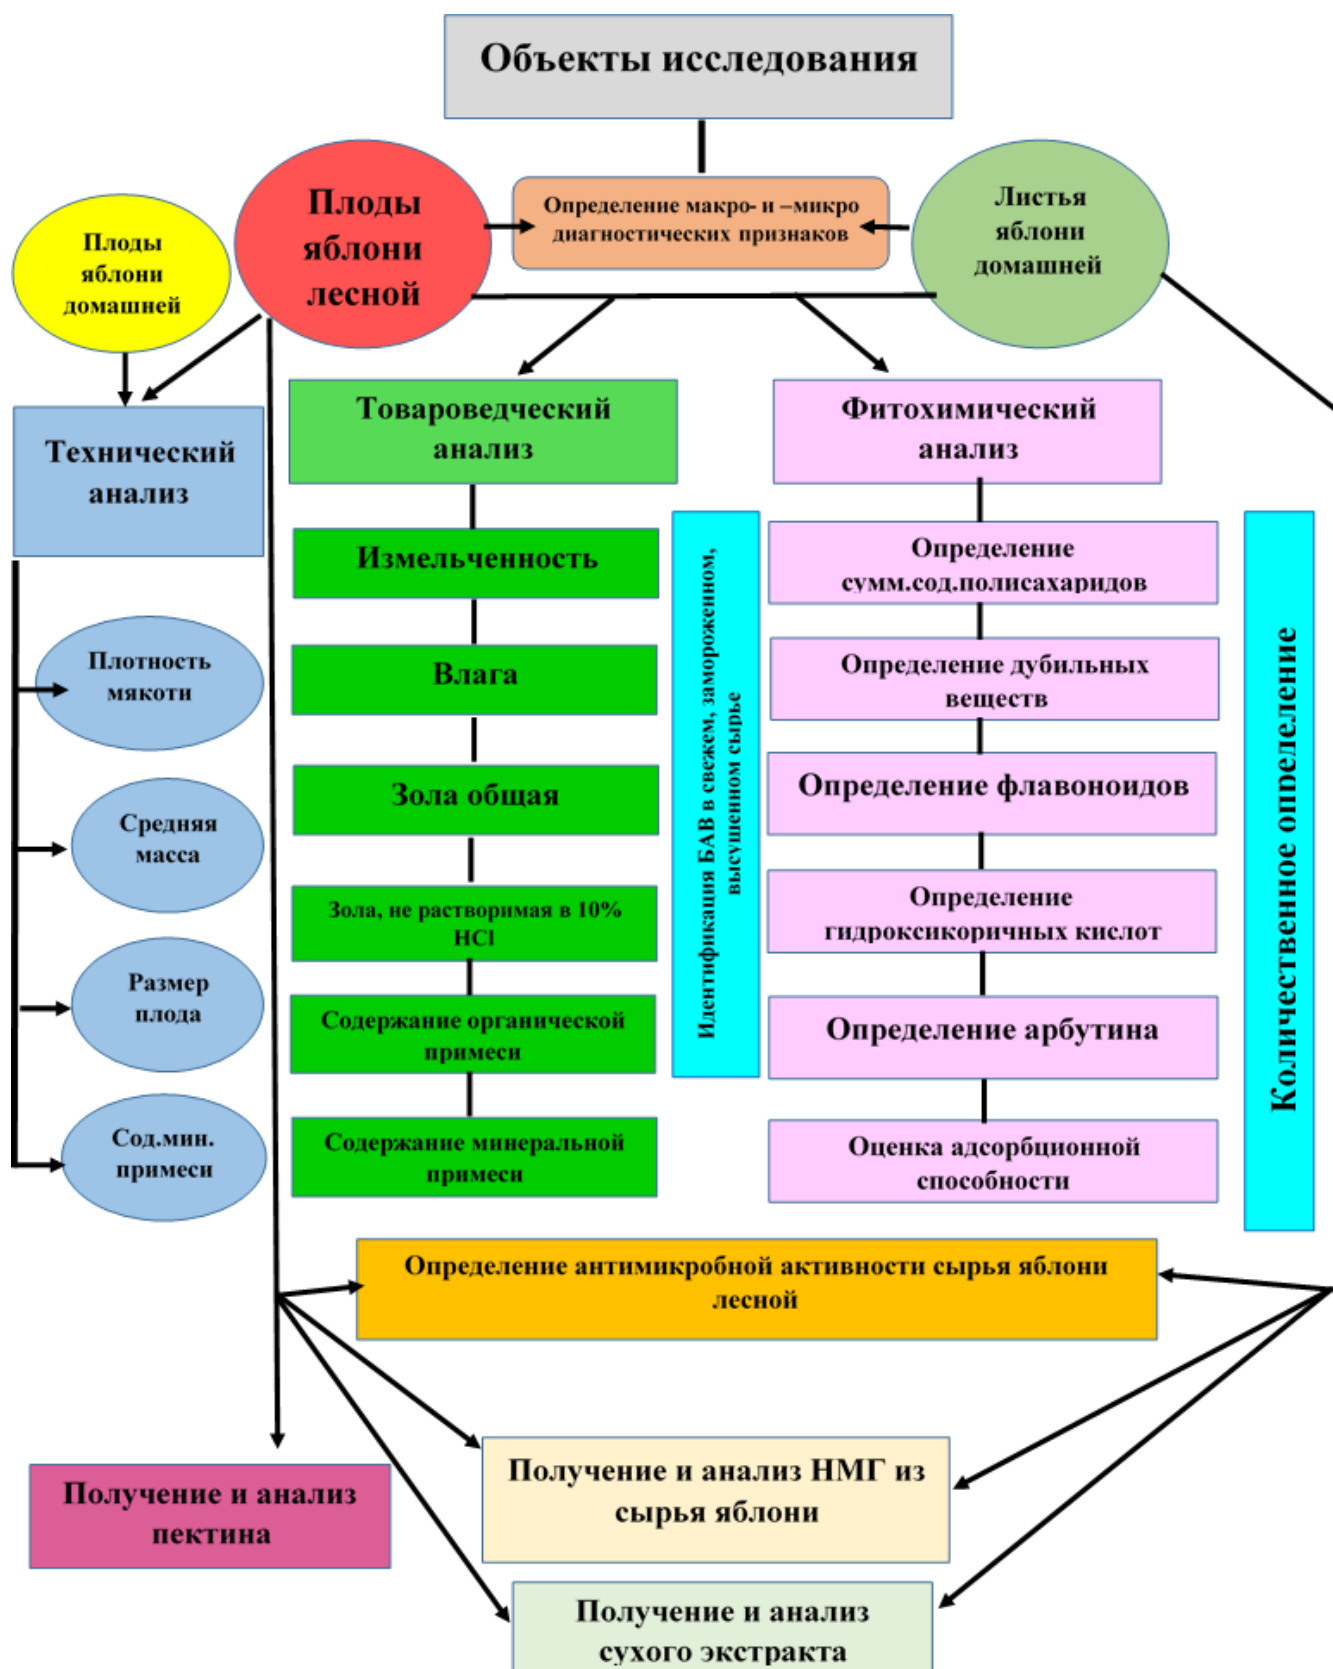 Объекты исследования
Плоды
яблони
домашней
Плоды
яблони
лесной
Определение макро- и –микро
диагностических признаков
Листья
яблони
домашней
Технический
анализ
Плотность
мякоти
Средняя
масса
Размер
плода
Сод.мин.
примеси
Товароведческий
анализ
Измельченность
Влага
Зола общая
Зола, не растворимая в 10%
HCl
Содержание органической
примеси
Содержание минеральной
примеси
Идентификация БАВ в свежем, замороженном,
высушенном сырье
Фитохимический
анализ
Определение
сумм.сод.полисахаридов
Определение дубильных
веществ
Определение флавоноидов
Определение
гидроксикоричных кислот
Определение арбутина
Оценка адсорбционной
способности
Количественное определение
Определение антимикробной активности сырья яблони
лесной
Получение и анализ
пектина
Получение и анализ НМГ из
сырья яблони
Получение и анализ
сухого экстракта